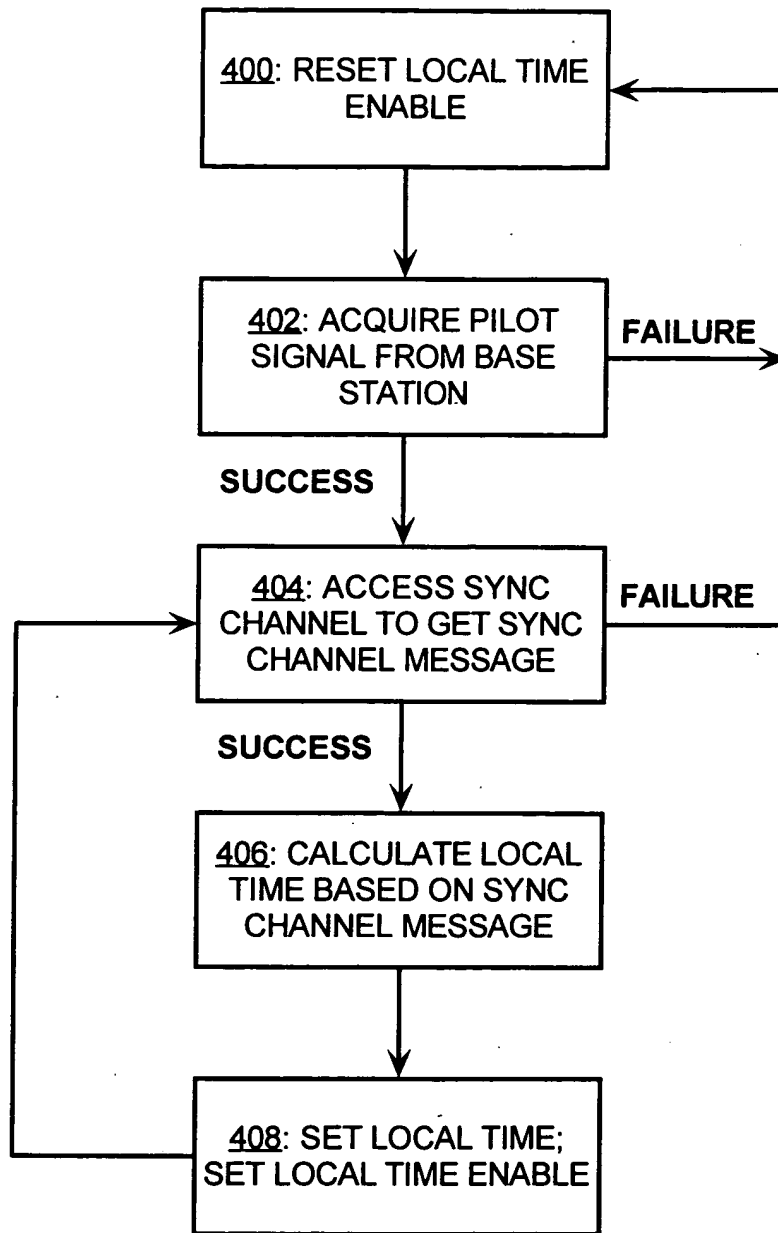 400: RESET LOCAL TIME
ENABLE
402: ACQUIRE PILOT
SIGNAL FROM BASE
STATION
FAILURE
SUCCESS
404: ACCESS SYNC
CHANNEL TO GET SYNC
CHANNEL MESSAGE
FAILURE
SUCCESS
406: CALCULATE LOCAL
TIME BASED ON SYNC
CHANNEL MESSAGE
408: SET LOCAL TIME;
SET LOCAL TIME ENABLE